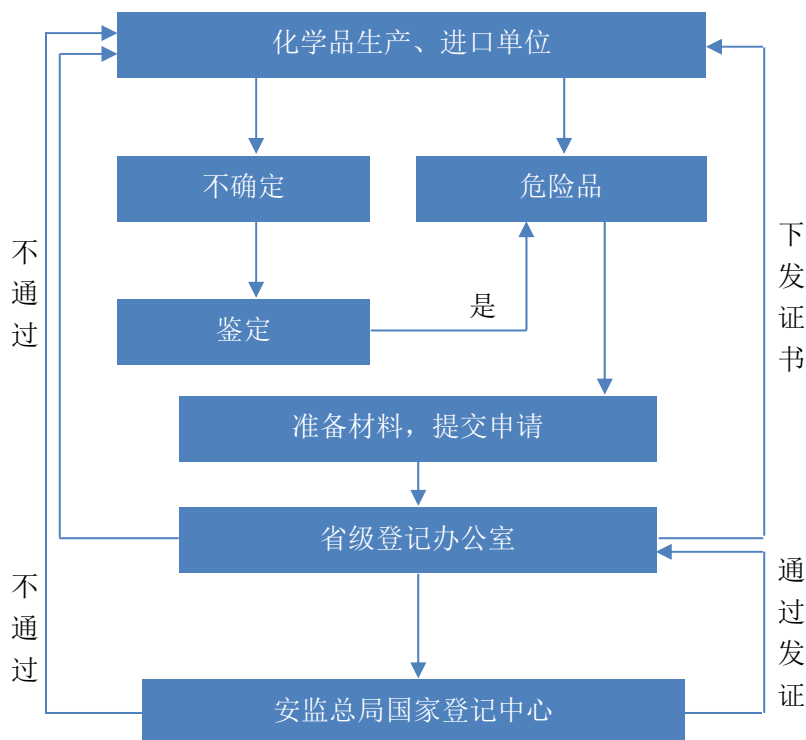 化学品生产、进口单位
不确定
危险品
不通过
下发证书
鉴定
是
准备材料，提交申请
省级登记办公室
不通过
通过发证
安监总局国家登记中心